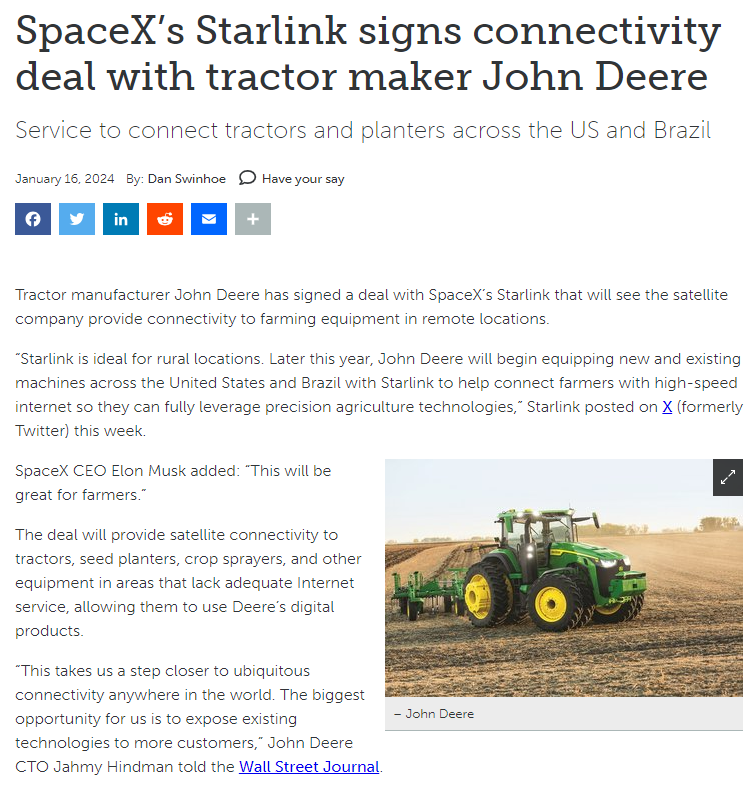 SpaceX’s Starlink signs connectivity
deal with tractor maker John Deere
Service to connect tractors and planters across the US and Brazil
January 16, 2024 By: Dan Swinhoe Have your say
Tractor manufacturer John Deere has signed a deal with SpaceX’s Starlink that will see the satellite
company provide connectivity to farming equipment in remote locations.
“Starlink is ideal for rural locations. Later this year, John Deere will begin equipping new and existing
machines across the United States and Brazil with Starlink to help connect farmers with high-speed
internet so they can fully leverage precision agriculture technologies,” Starlink posted on X (formerly
Twitter) this week.
SpaceX CEO Elon Musk added: “This will be
great for farmers.”
The deal will provide satellite connectivity to
tractors, seed planters, crop sprayers, and other
equipment in areas that lack adequate Internet
service, allowing them to use Deere’s digital
products.
“This takes us a step closer to ubiquitous
connectivity anywhere in the world. The biggest
opportunity for us is to expose existing
technologies to more customers,” John Deere
CTO Jahmy Hindman told the Wall Street Journal.
– John Deere